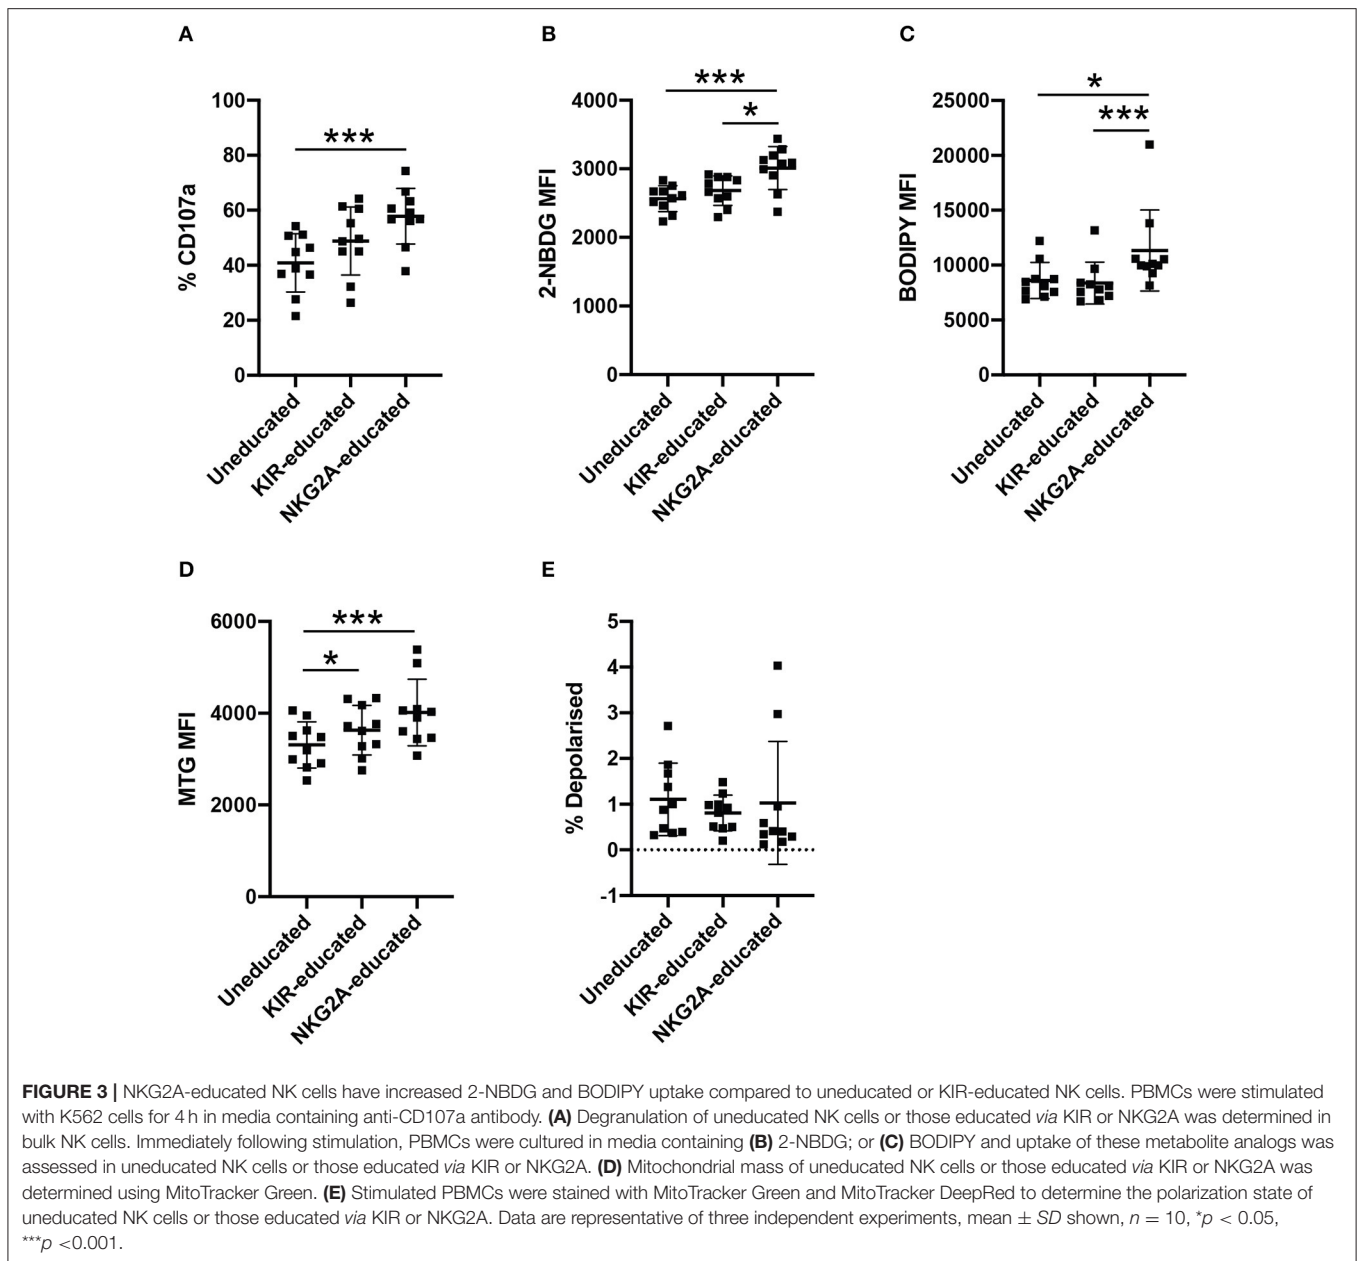 A
B
C
***
% CD107a
100
80
60
40
20
0
Uneducated
KIR-educated
NKG2A-educated
***
*
2-NBDG MFI
4000
3000
2000
1000
0
Uneducated
KIR-educated
NKG2A-educated
*
***
BODIPY MFI
25000
20000
15000
10000
5000
0
Uneducated
KIR-educated
NKG2A-educated
D
E
***
*
MTG MFI
6000
4000
2000
0
Uneducated
KIR-educated
NKG2A-educated
% Depolarised
5
4
3
2
1
0
-1
Uneducated
KIR-educated
NKG2A-educated
FIGURE 3 | NKG2A-educated NK cells have increased 2-NBDG and BODIPY uptake compared to uneducated or KIR-educated NK cells. PBMCs were stimulated
with K562 cells for 4 h in media containing anti-CD107a antibody. (A) Degranulation of uneducated NK cells or those educated via KIR or NKG2A was determined in
bulk NK cells. Immediately following stimulation, PBMCs were cultured in media containing (B) 2-NBDG; or (C) BODIPY and uptake of these metabolite analogs was
assessed in uneducated NK cells or those educated via KIR or NKG2A. (D) Mitochondrial mass of uneducated NK cells or those educated via KIR or NKG2A was
determined using MitoTracker Green. (E) Stimulated PBMCs were stained with MitoTracker Green and MitoTracker DeepRed to determine the polarization state of
uneducated NK cells or those educated via KIR or NKG2A. Data are representative of three independent experiments, mean ± SD shown, n = 10, *p < 0.05,
***p <0.001.